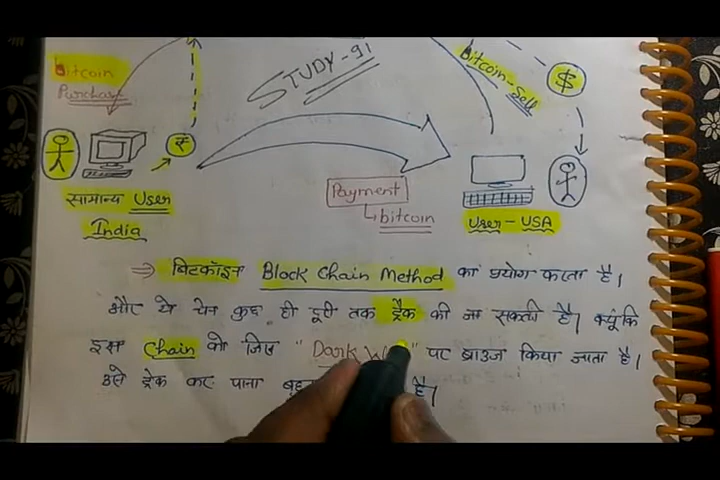 Bitcoin
Purchase
STUDY-91
Bitcoin-Sell
$
₹
सामान्य User
India
Payment
bitcoin
User-USA
⇒ बिटकॉइन Block Chain Method का प्रयोग करता है।
और ये चेन कुछ ही दूरी तक ट्रैक की जा सकती है। क्यूंकि
इस Chain को जिस "Dark W" पर ब्राउज किया जाता है।
उसे ट्रेक कर पाना है।